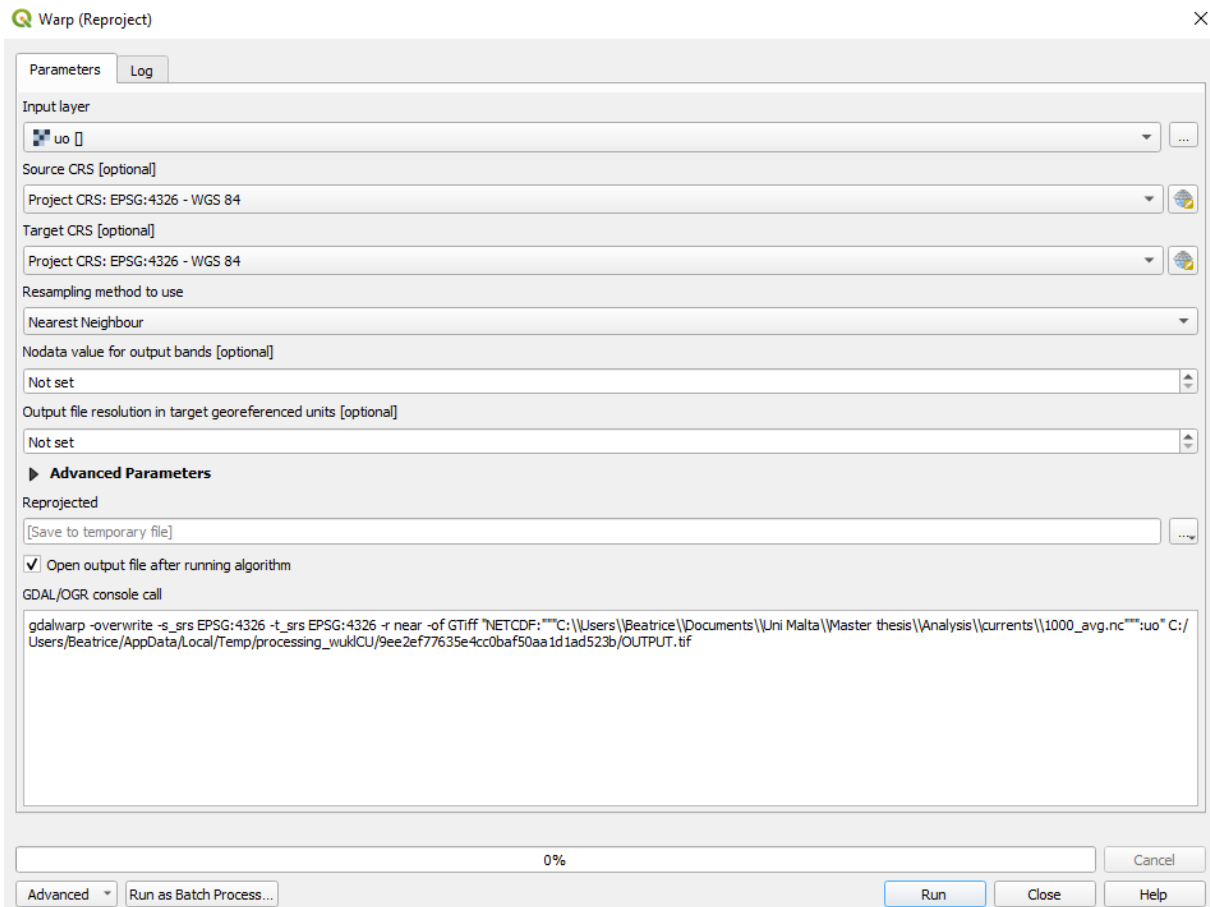 Warp (Reproject)
Parameters
Log
Input layer
uo []
...
Source CRS [optional]
Project CRS: EPSG:4326 - WGS 84
Target CRS [optional]
Project CRS: EPSG:4326 - WGS 84
Resampling method to use
Nearest Neighbour
Nodata value for output bands [optional]
Not set
Output file resolution in target georeferenced units [optional]
Not set
Advanced Parameters
Reprojected
[Save to temporary file]
...
Open output file after running algorithm
GDAL/OGR console call
gdalwarp -overwrite -s_srs EPSG:4326 -t_srs EPSG:4326 -r near -of GTiff "NETCDF:"""C:\\Users\\Beatrice\\Documents\\Uni Malta\\Master thesis\\Analysis\\currents\\1000_avg.nc""":uo" C:/
Users/Beatrice/AppData/Local/Temp/processing_wuklCU/9ee2ef77635e4cc0baf50aa1d1ad523b/OUTPUT.tif
0%
Cancel
Advanced
Run as Batch Process...
Run
Close
Help